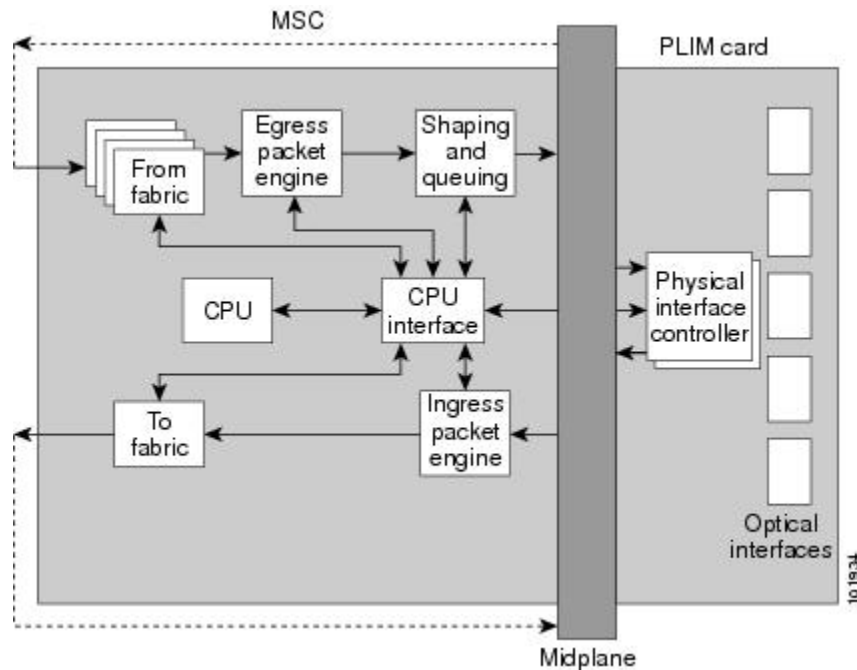 MSC
PLIM card
From
fabric
Egress
packet
engine
Shaping
and
queuing
CPU
CPU
interface
Physical
interface
controller
To
fabric
Ingress
packet
engine
Optical
interfaces
Midplane